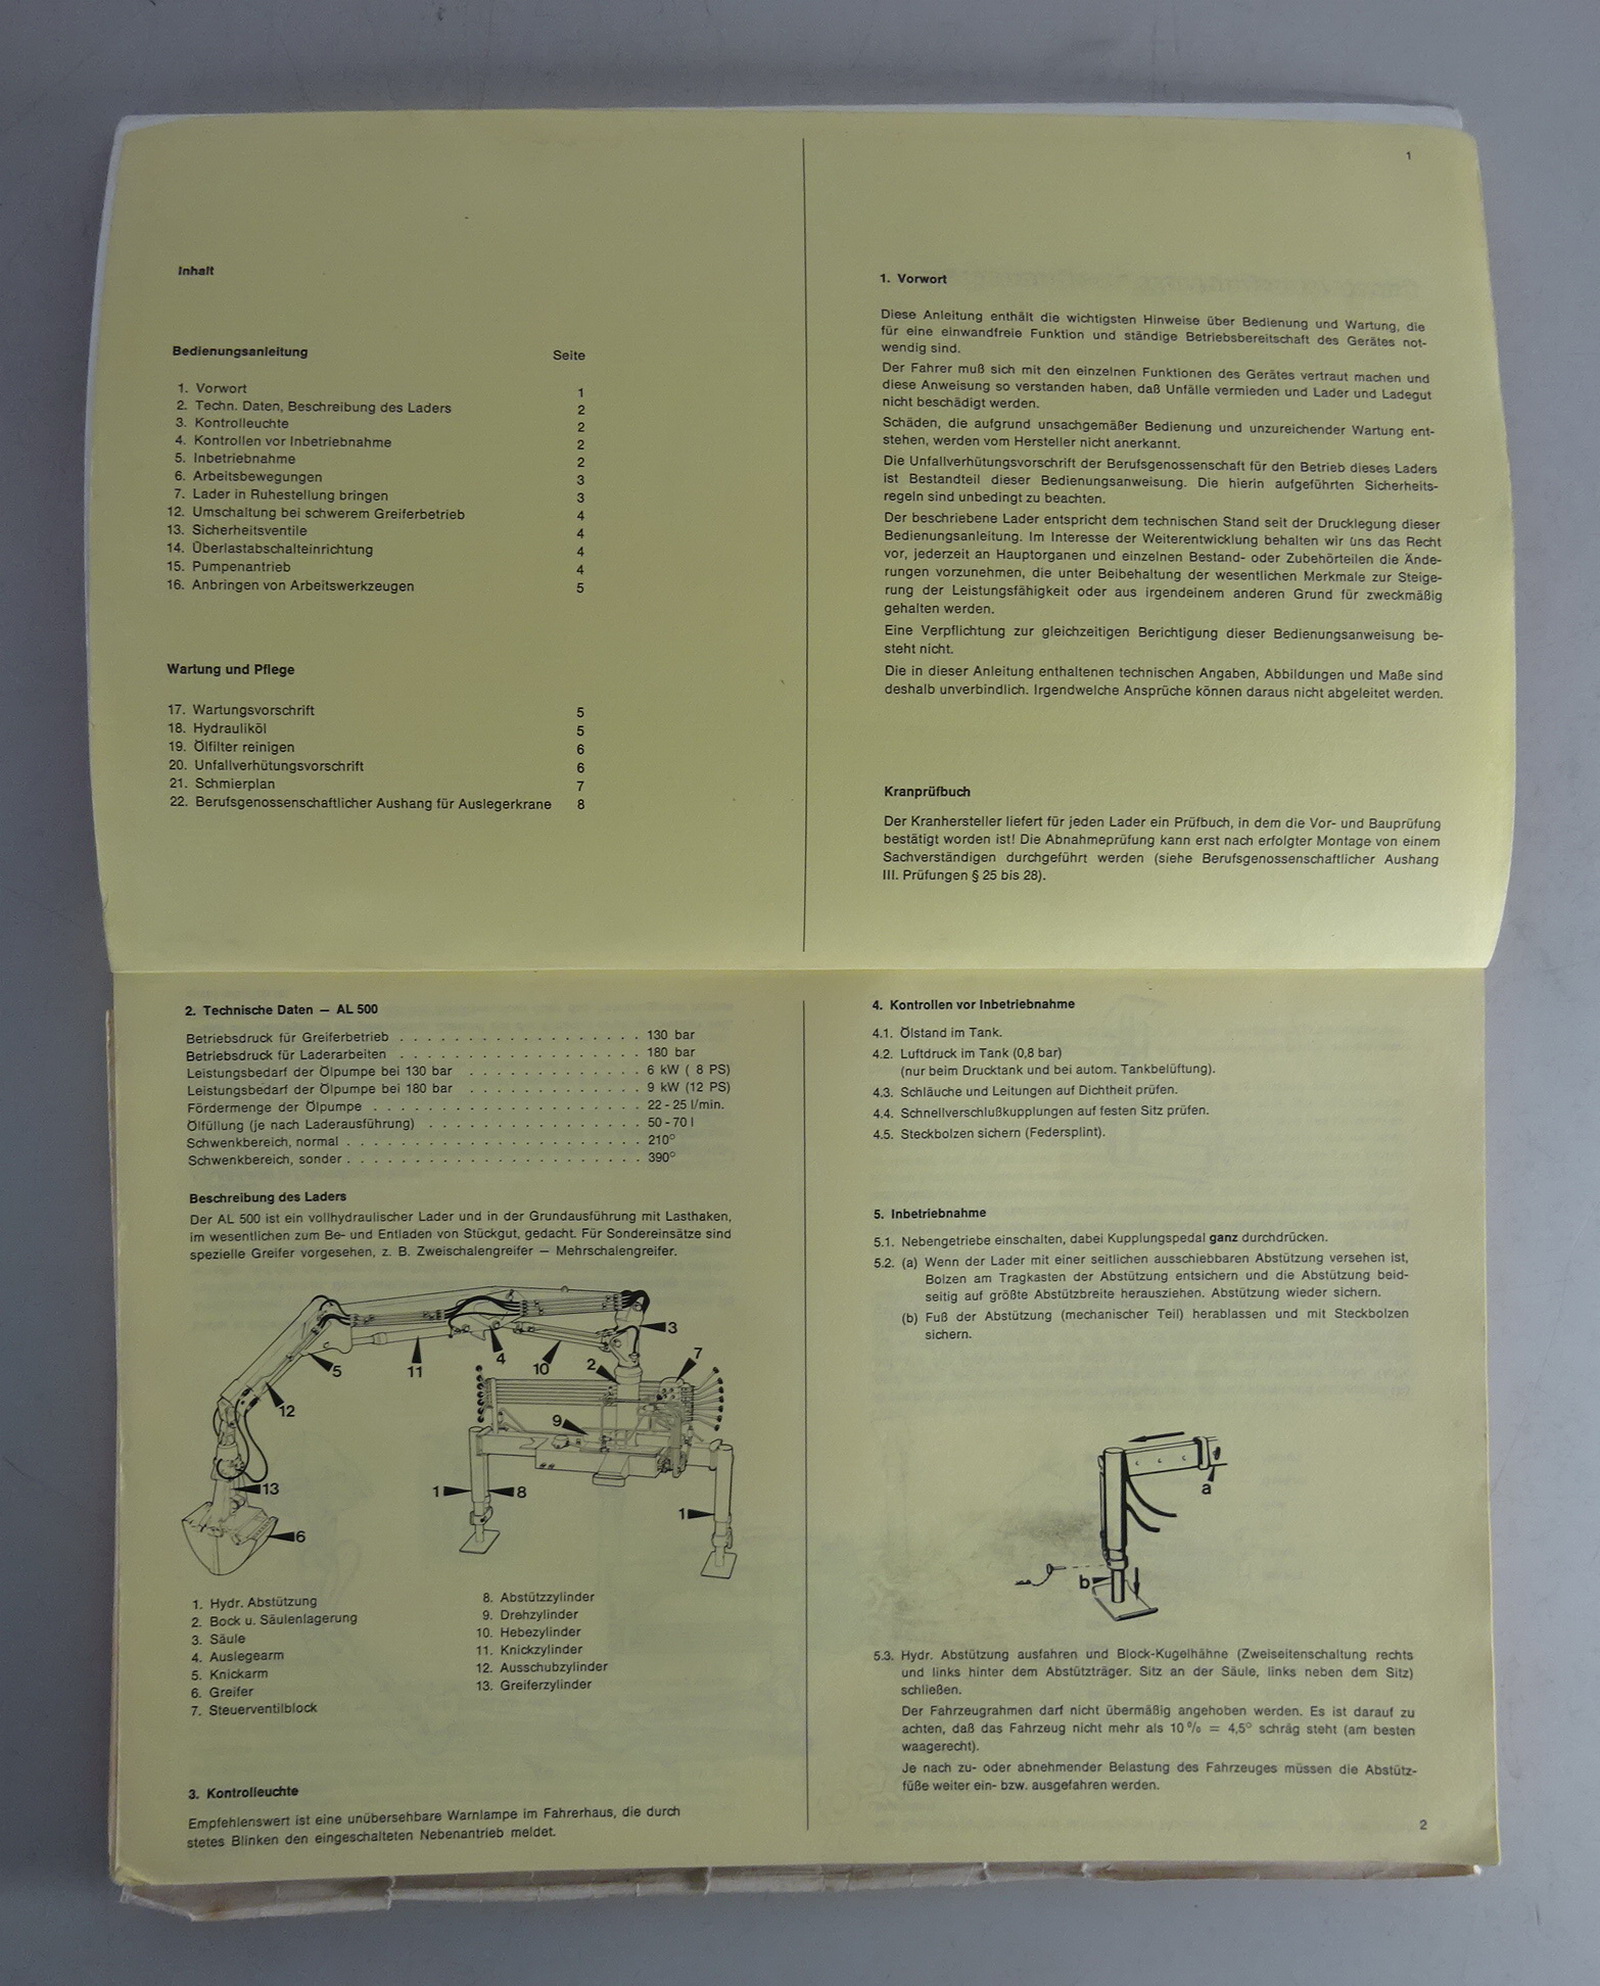 Inhalt
Bedienungsanleitung Seite
1. Vorwort 1
2. Techn. Daten, Beschreibung des Laders 2
3. Kontrolleuchte 2
4. Kontrollen vor Inbetriebnahme 2
5. Inbetriebnahme 2
6. Arbeitsbewegungen 3
7. Lader in Ruhestellung bringen 3
12. Umschaltung bei schwerem Greiferbetrieb 4
13. Sicherheitsventile 4
14. Überlastabschalteinrichtung 4
15. Pumpenantrieb 4
16. Anbringen von Arbeitswerkzeugen 5
Wartung und Pflege
17. Wartungsvorschrift 5
18. Hydrauliköl 5
19. Ölfilter reinigen 6
20. Unfallverhütungsvorschrift 6
21. Schmierplan 7
22. Berufsgenossenschaftlicher Aushang für Auslegerkrane 8
1
1. Vorwort
Diese Anleitung enthält die wichtigsten Hinweise über Bedienung und Wartung, die
für eine einwandfreie Funktion und ständige Betriebsbereitschaft des Gerätes not-
wendig sind.
Der Fahrer muß sich mit den einzelnen Funktionen des Gerätes vertraut machen und
diese Anweisung so verstanden haben, daß Unfälle vermieden und Lader und Ladegut
nicht beschädigt werden.
Schäden, die aufgrund unsachgemäßer Bedienung und unzureichender Wartung ent-
stehen, werden vom Hersteller nicht anerkannt.
Die Unfallverhütungsvorschrift der Berufsgenossenschaft für den Betrieb dieses Laders
ist Bestandteil dieser Bedienungsanweisung. Die hierin aufgeführten Sicherheits-
regeln sind unbedingt zu beachten.
Der beschriebene Lader entspricht dem technischen Stand seit der Drucklegung dieser
Bedienungsanleitung. Im Interesse der Weiterentwicklung behalten wir uns das Recht
vor, jederzeit an Hauptorganen und einzelnen Bestand- oder Zubehörteilen die Ände-
rungen vorzunehmen, die unter Beibehaltung der wesentlichen Merkmale zur Steige-
rung der Leistungsfähigkeit oder aus irgendeinem anderen Grund für zweckmäßig
gehalten werden.
Eine Verpflichtung zur gleichzeitigen Berichtigung dieser Bedienungsanweisung be-
steht nicht.
Die in dieser Anleitung enthaltenen technischen Angaben, Abbildungen und Maße sind
deshalb unverbindlich. Irgendwelche Ansprüche können daraus nicht abgeleitet werden.
Kranprüfbuch
Der Kranhersteller liefert für jeden Lader ein Prüfbuch, in dem die Vor- und Bauprüfung
bestätigt worden ist! Die Abnahmeprüfung kann erst nach erfolgter Montage von einem
Sachverständigen durchgeführt werden (siehe Berufsgenossenschaftlicher Aushang
III. Prüfungen § 25 bis 28).
2. Technische Daten — AL 500
Betriebsdruck für Greiferbetrieb . . . . . . . . . . . . . . . . . . 130 bar
Betriebsdruck für Laderarbeiten . . . . . . . . . . . . . . . . . . 180 bar
Leistungsbedarf der Ölpumpe bei 130 bar . . . . . . . . . . . . . 6 kW ( 8 PS)
Leistungsbedarf der Ölpumpe bei 180 bar . . . . . . . . . . . . . 9 kW (12 PS)
Fördermenge der Ölpumpe . . . . . . . . . . . . . . . . . . . . 22 - 25 l/min.
Ölfüllung (je nach Laderausführung) . . . . . . . . . . . . . . . . 50 - 70 l
Schwenkbereich, normal . . . . . . . . . . . . . . . . . . . . . . 210°
Schwenkbereich, sonder . . . . . . . . . . . . . . . . . . . . . . 390°
Beschreibung des Laders
Der AL 500 ist ein vollhydraulischer Lader und in der Grundausführung mit Lasthaken,
im wesentlichen zum Be- und Entladen von Stückgut, gedacht. Für Sondereinsätze sind
spezielle Greifer vorgesehen, z. B. Zweischalengreifer — Mehrschalengreifer.
3
5 11 4 10 2 7
12
9
13 1 8
1
6
1. Hydr. Abstützung
2. Bock u. Säulenlagerung
3. Säule
4. Auslegearm
5. Knickarm
6. Greifer
7. Steuerventilblock
8. Abstützzylinder
9. Drehzylinder
10. Hebezylinder
11. Knickzylinder
12. Ausschubzylinder
13. Greiferzylinder
3. Kontrolleuchte
Empfehlenswert ist eine unübersehbare Warnlampe im Fahrerhaus, die durch
stetes Blinken den eingeschalteten Nebenantrieb meldet.
4. Kontrollen vor Inbetriebnahme
4.1. Ölstand im Tank.
4.2. Luftdruck im Tank (0,8 bar)
(nur beim Drucktank und bei autom. Tankbelüftung).
4.3. Schläuche und Leitungen auf Dichtheit prüfen.
4.4. Schnellverschlußkupplungen auf festen Sitz prüfen.
4.5. Steckbolzen sichern (Federsplint).
5. Inbetriebnahme
5.1. Nebengetriebe einschalten, dabei Kupplungspedal ganz durchdrücken.
5.2. (a) Wenn der Lader mit einer seitlichen ausschiebbaren Abstützung versehen ist,
Bolzen am Tragkasten der Abstützung entsichern und die Abstützung beid-
seitig auf größte Abstützbreite herausziehen. Abstützung wieder sichern.
(b) Fuß der Abstützung (mechanischer Teil) herablassen und mit Steckbolzen
sichern.
a
b
5.3. Hydr. Abstützung ausfahren und Block-Kugelhähne (Zweiseitenschaltung rechts
und links hinter dem Abstützträger. Sitz an der Säule, links neben dem Sitz)
schließen.
Der Fahrzeugrahmen darf nicht übermäßig angehoben werden. Es ist darauf zu
achten, daß das Fahrzeug nicht mehr als 10 % = 4,5° schräg steht (am besten
waagerecht).
Je nach zu- oder abnehmender Belastung des Fahrzeuges müssen die Abstütz-
füße weiter ein- bzw. ausgefahren werden.
2